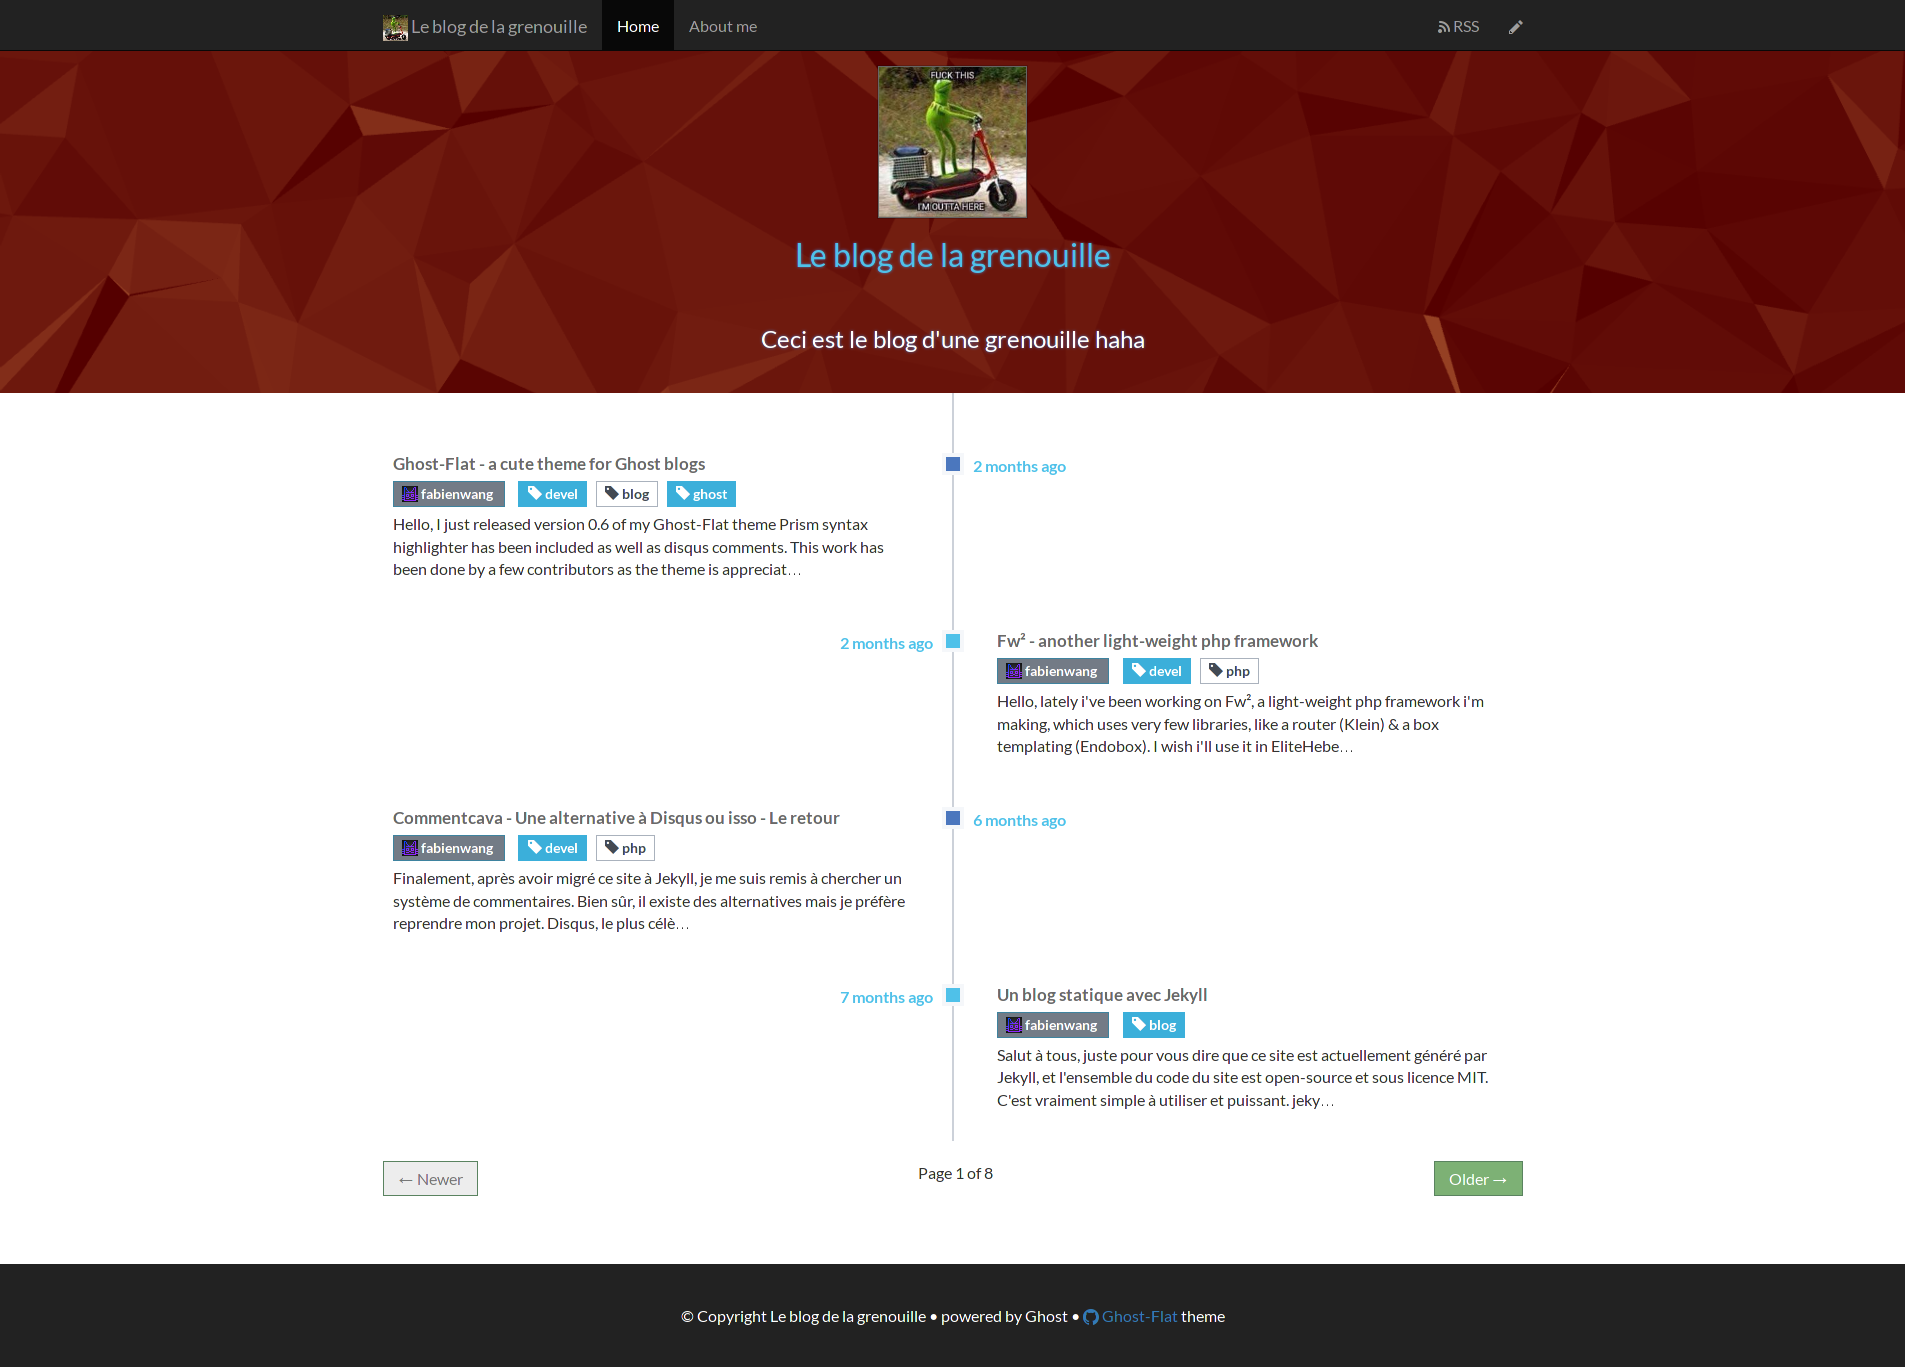 Le blog de la grenouille Home About me RSS
FUCK THIS
I'M OUTTA HERE
Le blog de la grenouille
Ceci est le blog d'une grenouille haha
Ghost-Flat - a cute theme for Ghost blogs
2 months ago
fabienwang devel blog ghost
Hello, I just released version 0.6 of my Ghost-Flat theme Prism syntax
highlighter has been included as well as disqus comments. This work has
been done by a few contributors as the theme is appreciat…
2 months ago
Fw² - another light-weight php framework
fabienwang devel php
Hello, lately i've been working on Fw², a light-weight php framework i'm
making, which uses very few libraries, like a router (Klein) & a box
templating (Endobox). I wish i'll use it in EliteHebe…
Commentcava - Une alternative à Disqus ou isso - Le retour
6 months ago
fabienwang devel php
Finalement, après avoir migré ce site à Jekyll, je me suis remis à chercher un
système de commentaires. Bien sûr, il existe des alternatives mais je préfère
reprendre mon projet. Disqus, le plus célè…
7 months ago
Un blog statique avec Jekyll
fabienwang blog
Salut à tous, juste pour vous dire que ce site est actuellement généré par
Jekyll, et l'ensemble du code du site est open-source et sous licence MIT.
C'est vraiment simple à utiliser et puissant. jeky…
← Newer Page 1 of 8 Older →
© Copyright Le blog de la grenouille • powered by Ghost • Ghost-Flat theme